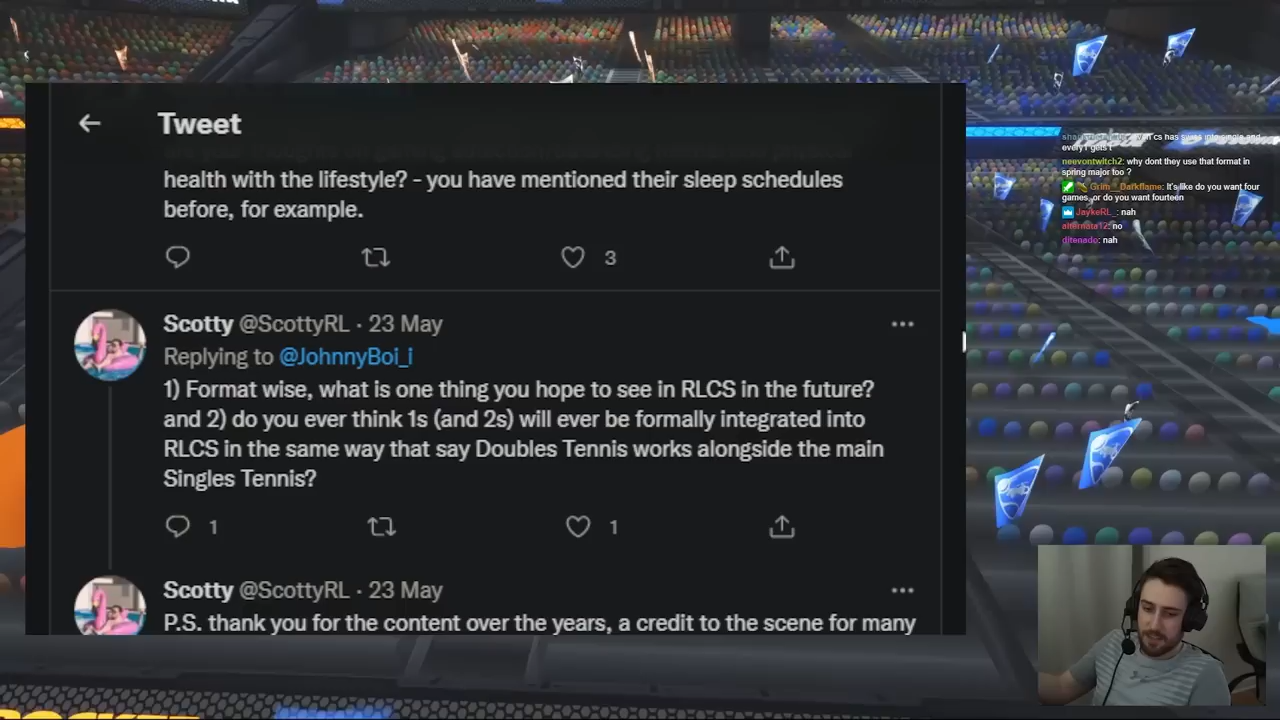 Tweet
health with the lifestyle? - you have mentioned their sleep schedules
before, for example.
3
Scotty @ScottyRL · 23 May
Replying to @JohnnyBoi_i
1) Format wise, what is one thing you hope to see in RLCS in the future?
and 2) do you ever think 1s (and 2s) will ever be formally integrated into
RLCS in the same way that say Doubles Tennis works alongside the main
Singles Tennis?
1 1
Scotty @ScottyRL · 23 May
P.S. thank you for the content over the years, a credit to the scene for many
every
neevontwitch2: why dont they use that format in
spring major too ?
Grim__Darkflame: It's like do you want four
games, or do you want fourteen
JaykeRL_: nah
alternata12: no
ditenado: nah